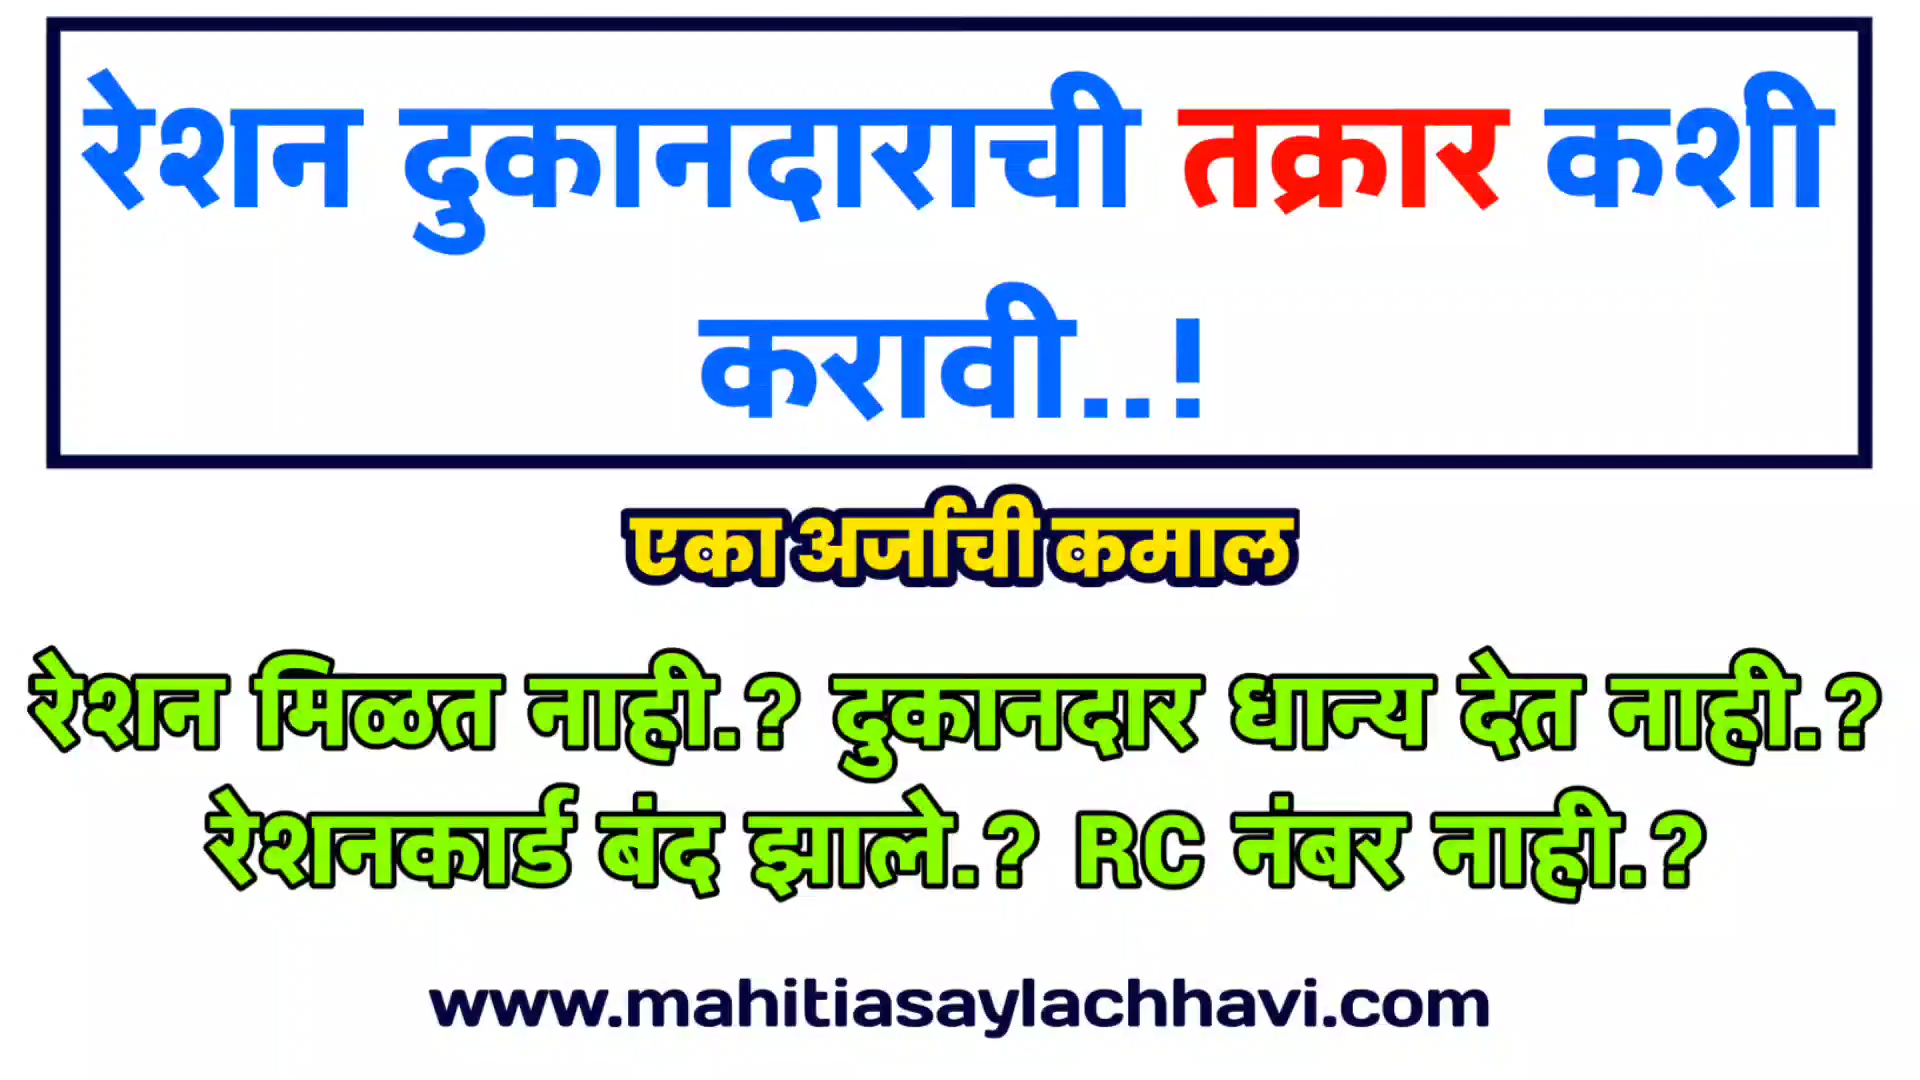 रेशन दुकानदाराची तक्रार कशी
करावी..!
एका अर्जाची कमाल
रेशन मिळत नाही.? दुकानदार धान्य देत नाही.?
रेशनकार्ड बंद झाले.? RC नंबर नाही.?
www.mahitiasaylachhavi.com